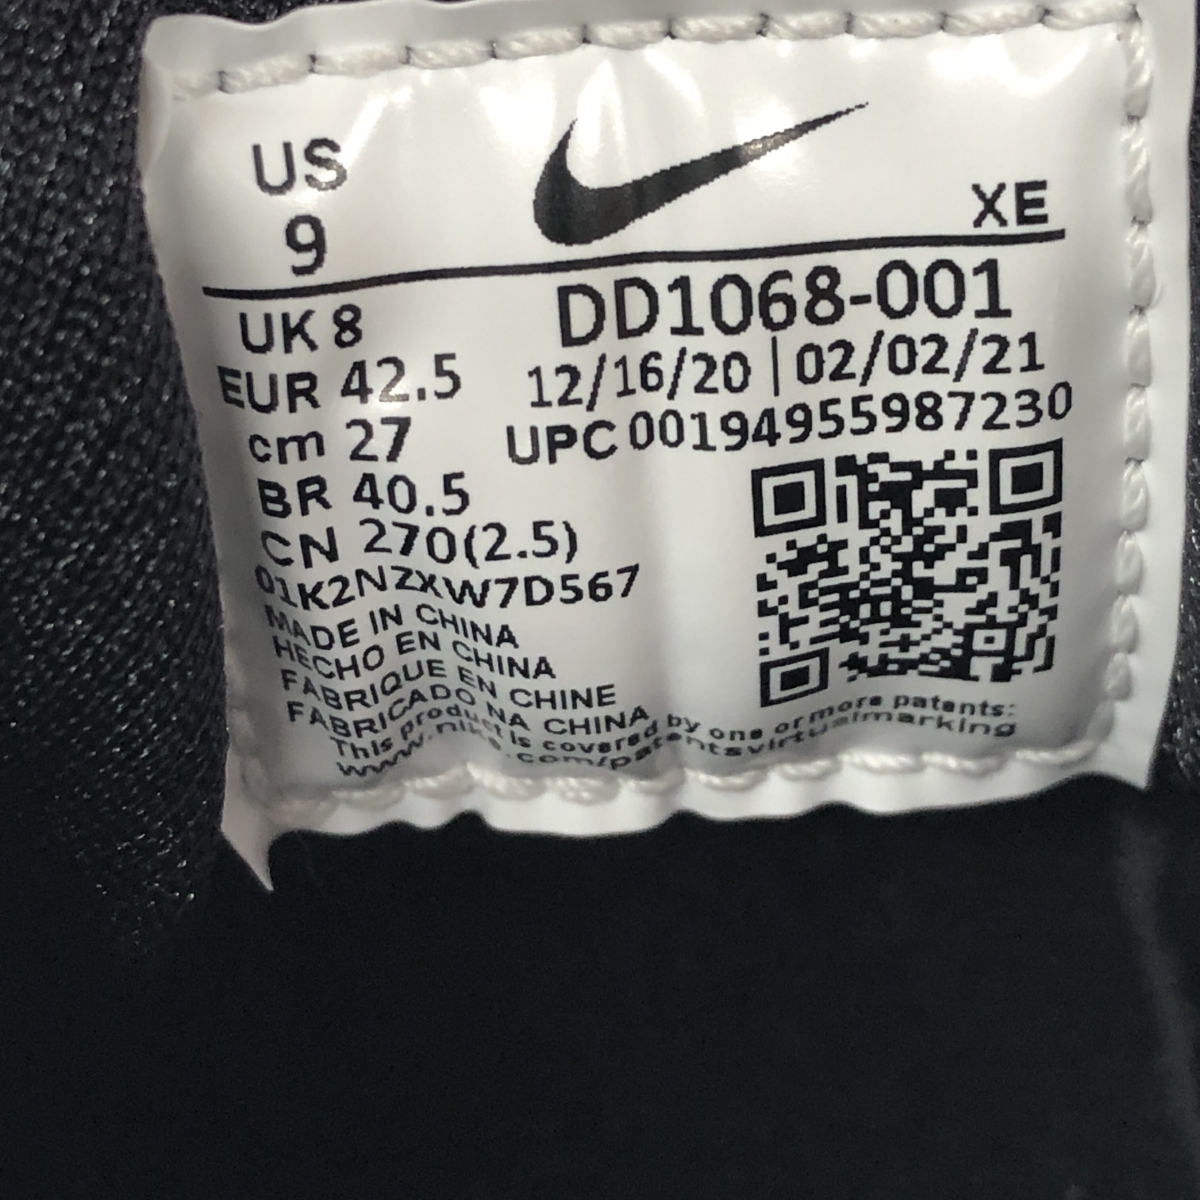 US
9
XE
UK 8
DD1068-001
EUR 42.5
12/16/20 | 02/02/21
cm 27
UPC 00194955987230
BR 40.5
CN 270(2.5)
01K2NZXW7D567
MADE IN CHINA
HECHO EN CHINA
FABRIQUE EN CHINE
FABRICADO NA CHINA
This product is covered by one or more patents:
www.nike.com/patentsvirtualmarking